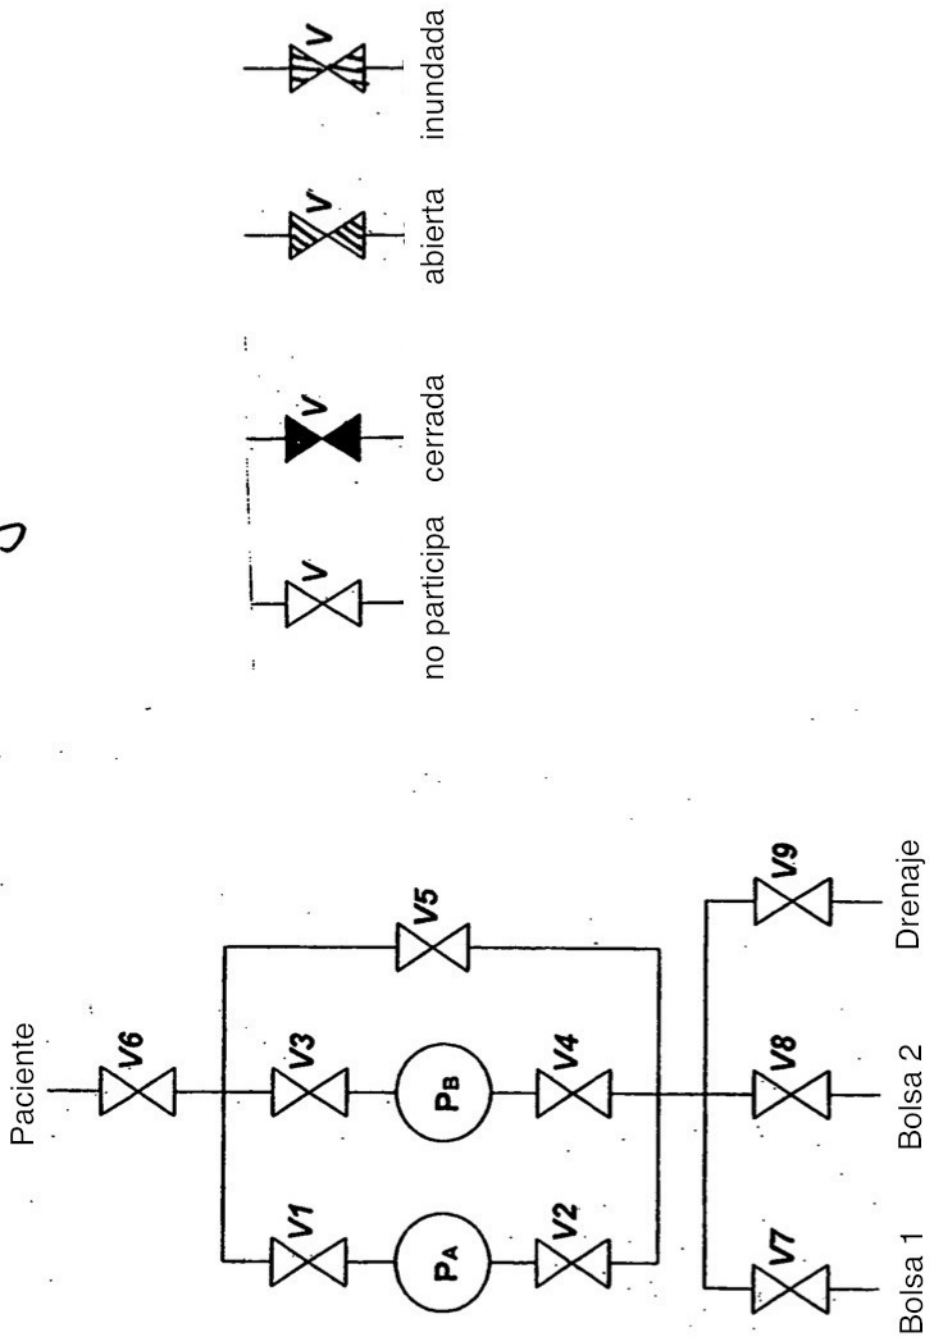 Paciente
V6
V1
V3
V5
PA
PB
V2
V4
V7
V8
V9
Bolsa 1
Bolsa 2
Drenaje
V
V
V
V
no participa
cerrada
abierta
inundada